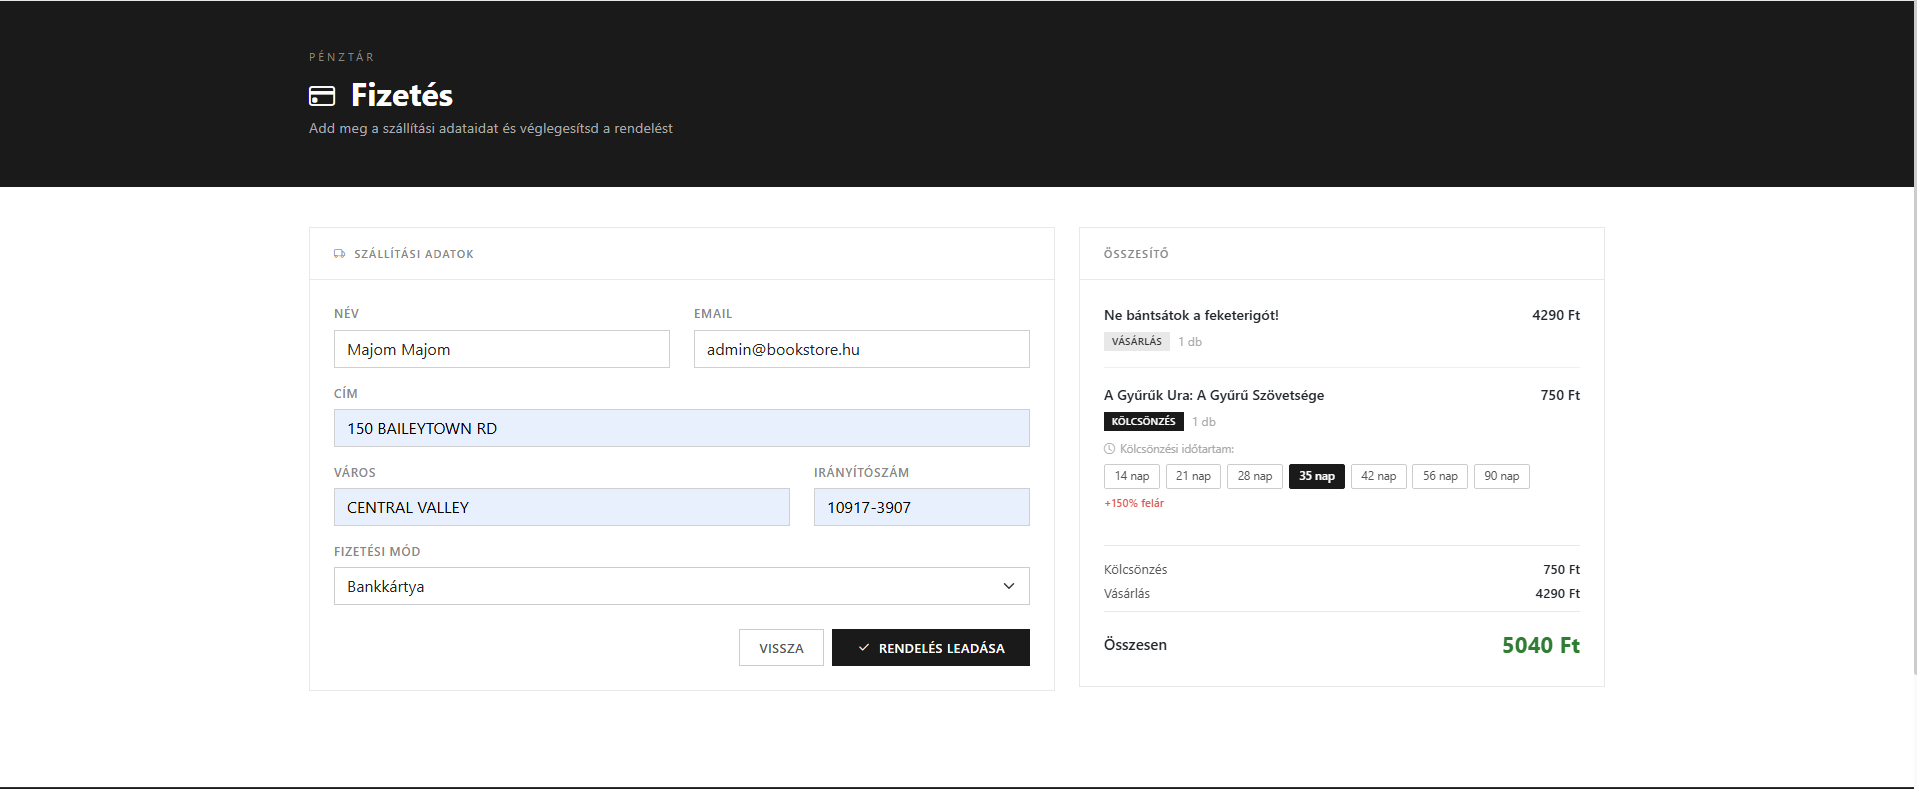 PÉNZTÁR
Fizetés
Add meg a szállítási adataidat és véglegesítsd a rendelést
SZÁLLÍTÁSI ADATOK
NÉV
EMAIL
Majom Majom
admin@bookstore.hu
CÍM
150 BAILEYTOWN RD
VÁROS
IRÁNYÍTÓSZÁM
CENTRAL VALLEY
10917-3907
FIZETÉSI MÓD
Bankkártya
VISSZA
RENDELÉS LEADÁSA
ÖSSZESÍTŐ
Ne bántsátok a feketerigót! 4290 Ft
VÁSÁRLÁS 1 db
A Gyűrűk Ura: A Gyűrű Szövetsége 750 Ft
KÖLCSÖNZÉS 1 db
Kölcsönzési időtartam:
14 nap 21 nap 28 nap 35 nap 42 nap 56 nap 90 nap
+150% felár
Kölcsönzés 750 Ft
Vásárlás 4290 Ft
Összesen 5040 Ft